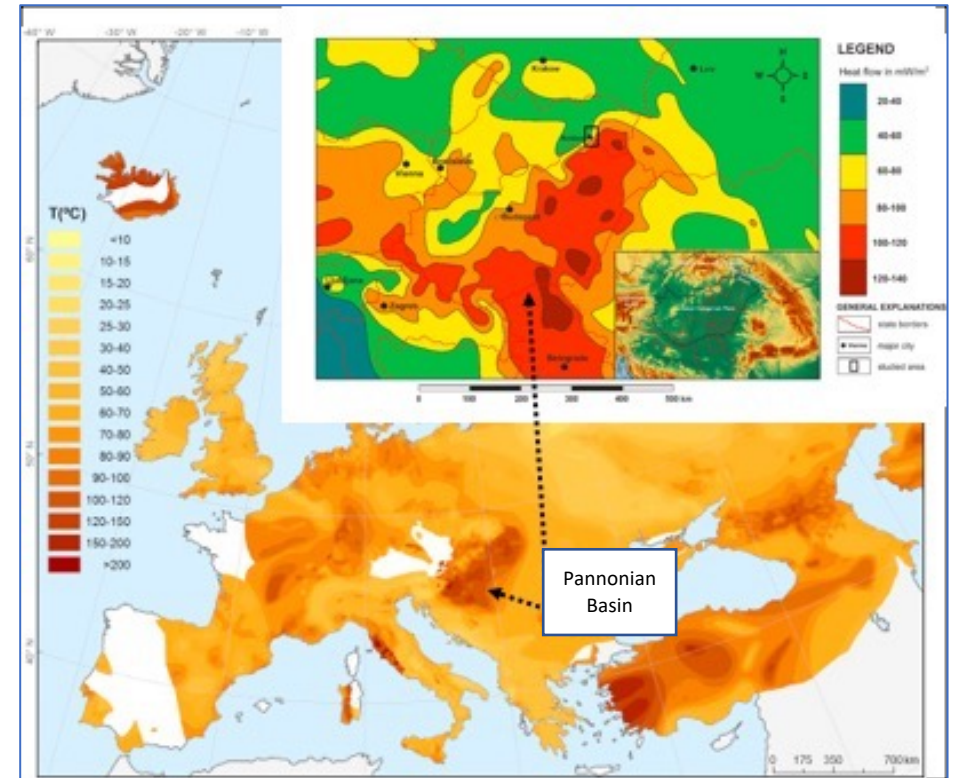 -40° W
-30° W
-20° W
-10° W
T(ºC)
<10
10-15
15-20
20-25
25-30
30-40
40-50
50-60
60-70
70-80
80-90
90-100
100-120
120-150
150-200
>200
60° N
50° N
40° N
Krakow
Lviv
Vienna
Bratislava
Budapest
Zagreb
Belgrade
N
W
E
S
LEGEND
Heat flow in mW/m²
20-40
40-60
60-80
80-100
100-120
120-140
GENERAL EXPLANATIONS
state borders
major city
studied area
0 100 200 300 400 500 km
Pannonian
Basin
0 175 350 700 km